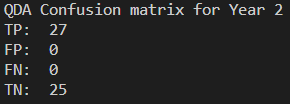 QDA Confusion matrix for Year 2
TP:  27
FP:  0
FN:  0
TN:  25